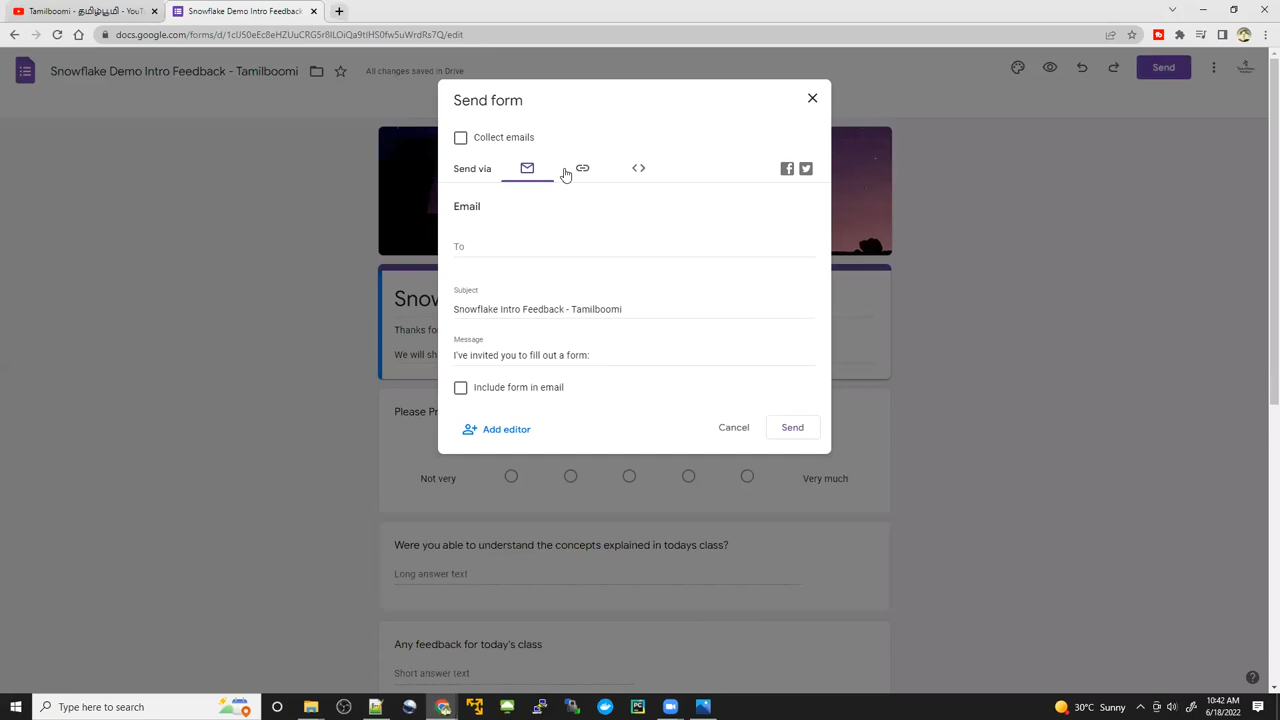 Tamilboomi - தமிழ்பூமி - YouT
Snowflake Demo Intro Feedback -
docs.google.com/forms/d/
Snowflake Demo Intro Feedback - Tamilboomi
All changes saved in Drive
Send
Send form
Collect emails
Send via
Email
To
Subject
Snowflake Intro Feedback - Tamilboomi
Message
I've invited you to fill out a form:
Include form in email
Add editor
Cancel
Send
Snow
Thanks fo
We will sh
Please Pr
Not very
Very much
Were you able to understand the concepts explained in todays class?
Long answer text
Any feedback for today's class
Short answer text
Type here to search
30°C Sunny
10:42 AM
6/18/2022